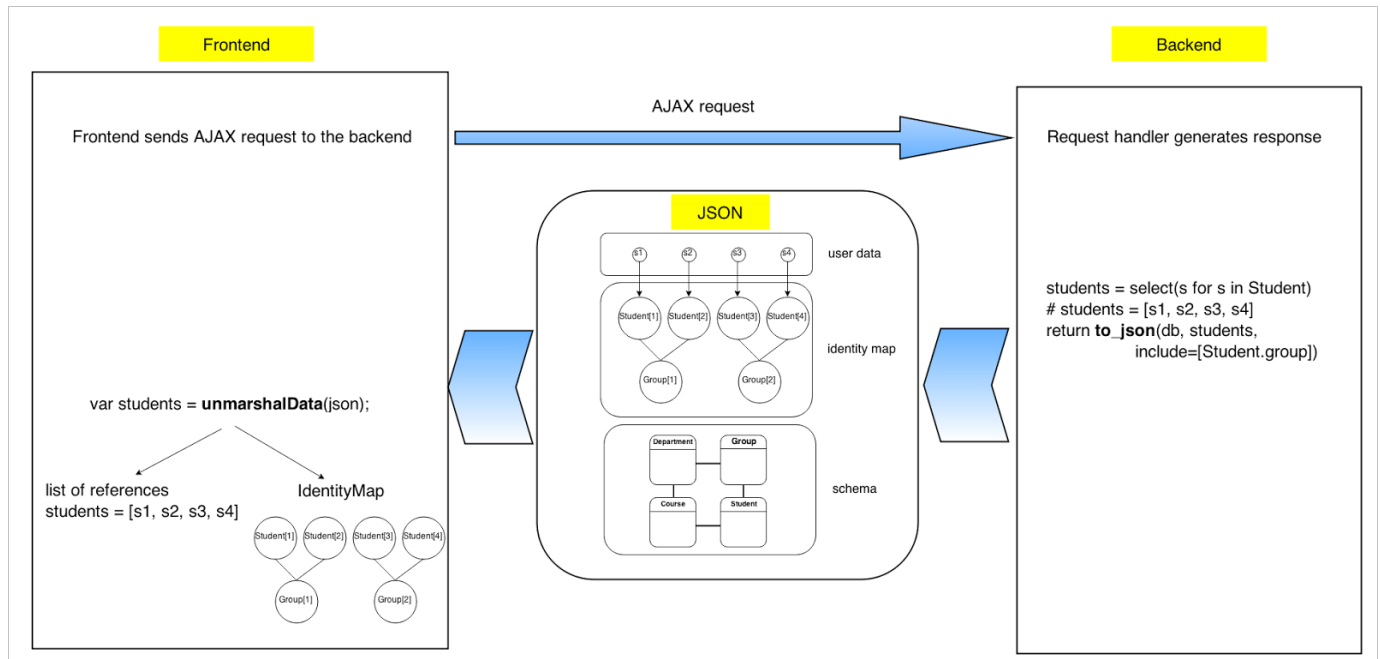 Frontend
Backend
AJAX request
Frontend sends AJAX request to the backend
Request handler generates response
JSON
s1 s2 s3 s4
user data
Student[1] Student[2] Student[3] Student[4]
identity map
Group[1] Group[2]
students = select(s for s in Student)
# students = [s1, s2, s3, s4]
return to_json(db, students,
include=[Student.group])
var students = unmarshalData(json);
Department Group
schema
Course Student
list of references
students = [s1, s2, s3, s4]
IdentityMap
Student[1] Student[2] Student[3] Student[4]
Group[1] Group[2]